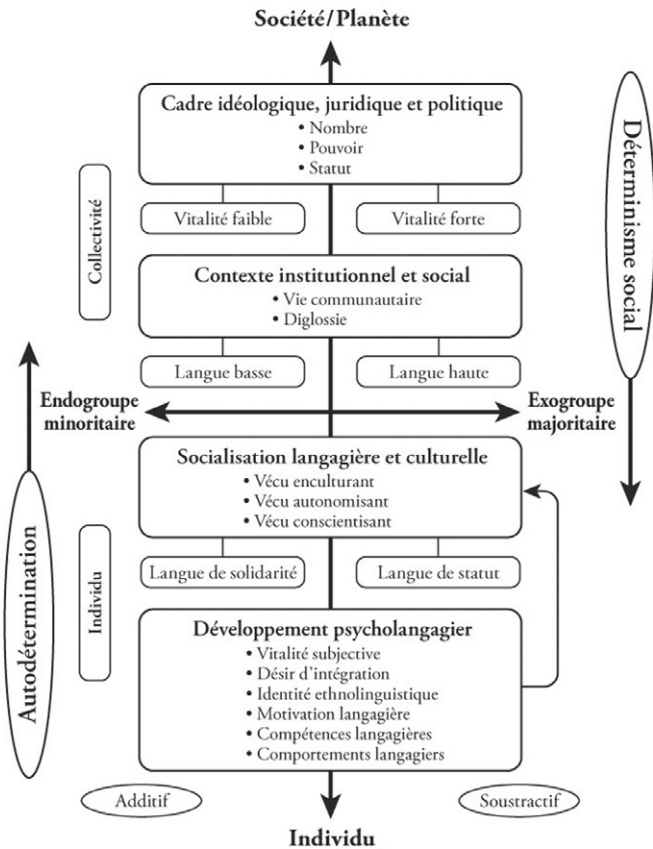 Société/Planète
Cadre idéologique, juridique et politique
• Nombre
• Pouvoir
• Statut
Vitalité faible
Vitalité forte
Collectivité
Déterminisme social
Contexte institutionnel et social
• Vie communautaire
• Diglossie
Langue basse
Langue haute
Endogroupe
minoritaire
Exogroupe
majoritaire
Socialisation langagière et culturelle
• Vécu enculturant
• Vécu autonomisant
• Vécu conscientisant
Langue de solidarité
Langue de statut
Individu
Autodétermination
Développement psycholangagier
• Vitalité subjective
• Désir d'intégration
• Identité ethnolinguistique
• Motivation langagière
• Compétences langagières
• Comportements langagiers
Additif
Soustractif
Individu